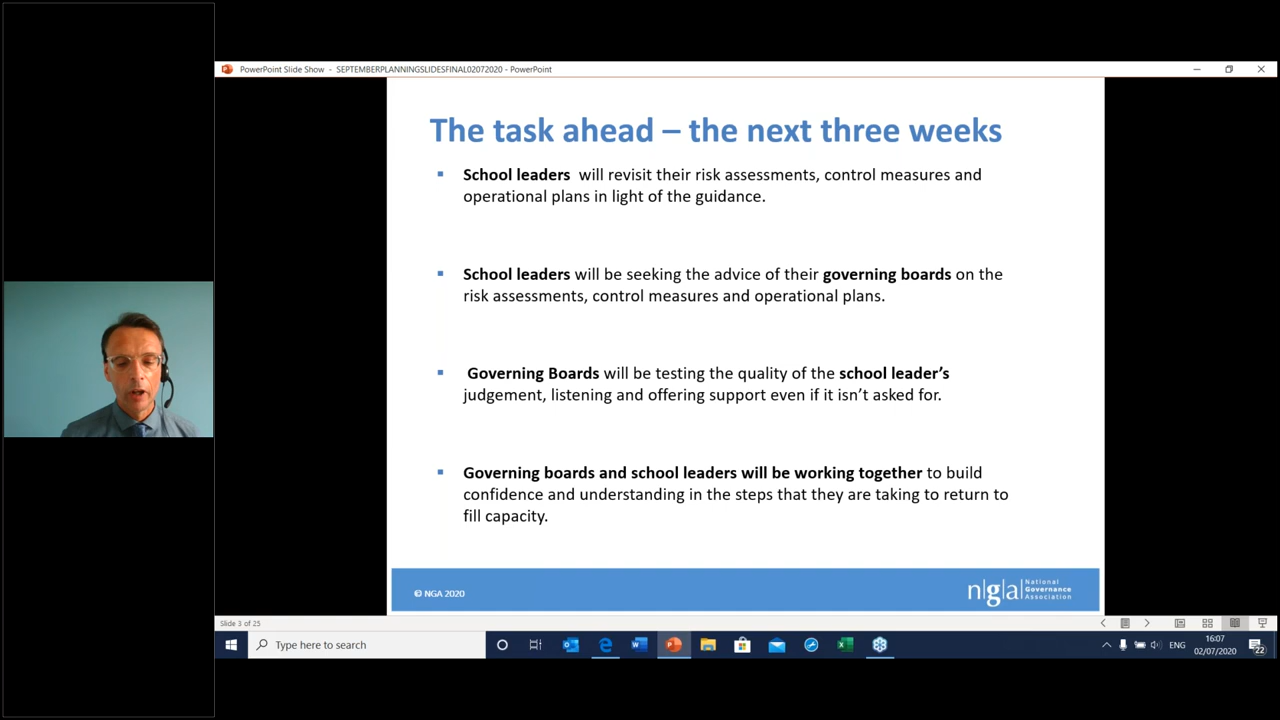 PowerPoint Slide Show - SEPTEMBERPLANNINGSLIDESFINAL02072020 - PowerPoint
The task ahead – the next three weeks
▪ School leaders will revisit their risk assessments, control measures and
operational plans in light of the guidance.
▪ School leaders will be seeking the advice of their governing boards on the
risk assessments, control measures and operational plans.
▪ Governing Boards will be testing the quality of the school leader’s
judgement, listening and offering support even if it isn’t asked for.
▪ Governing boards and school leaders will be working together to build
confidence and understanding in the steps that they are taking to return to
fill capacity.
© NGA 2020
n|g|a
National
Governance
Association
Slide 3 of 25
Type here to search
ENG
16:07
02/07/2020
22